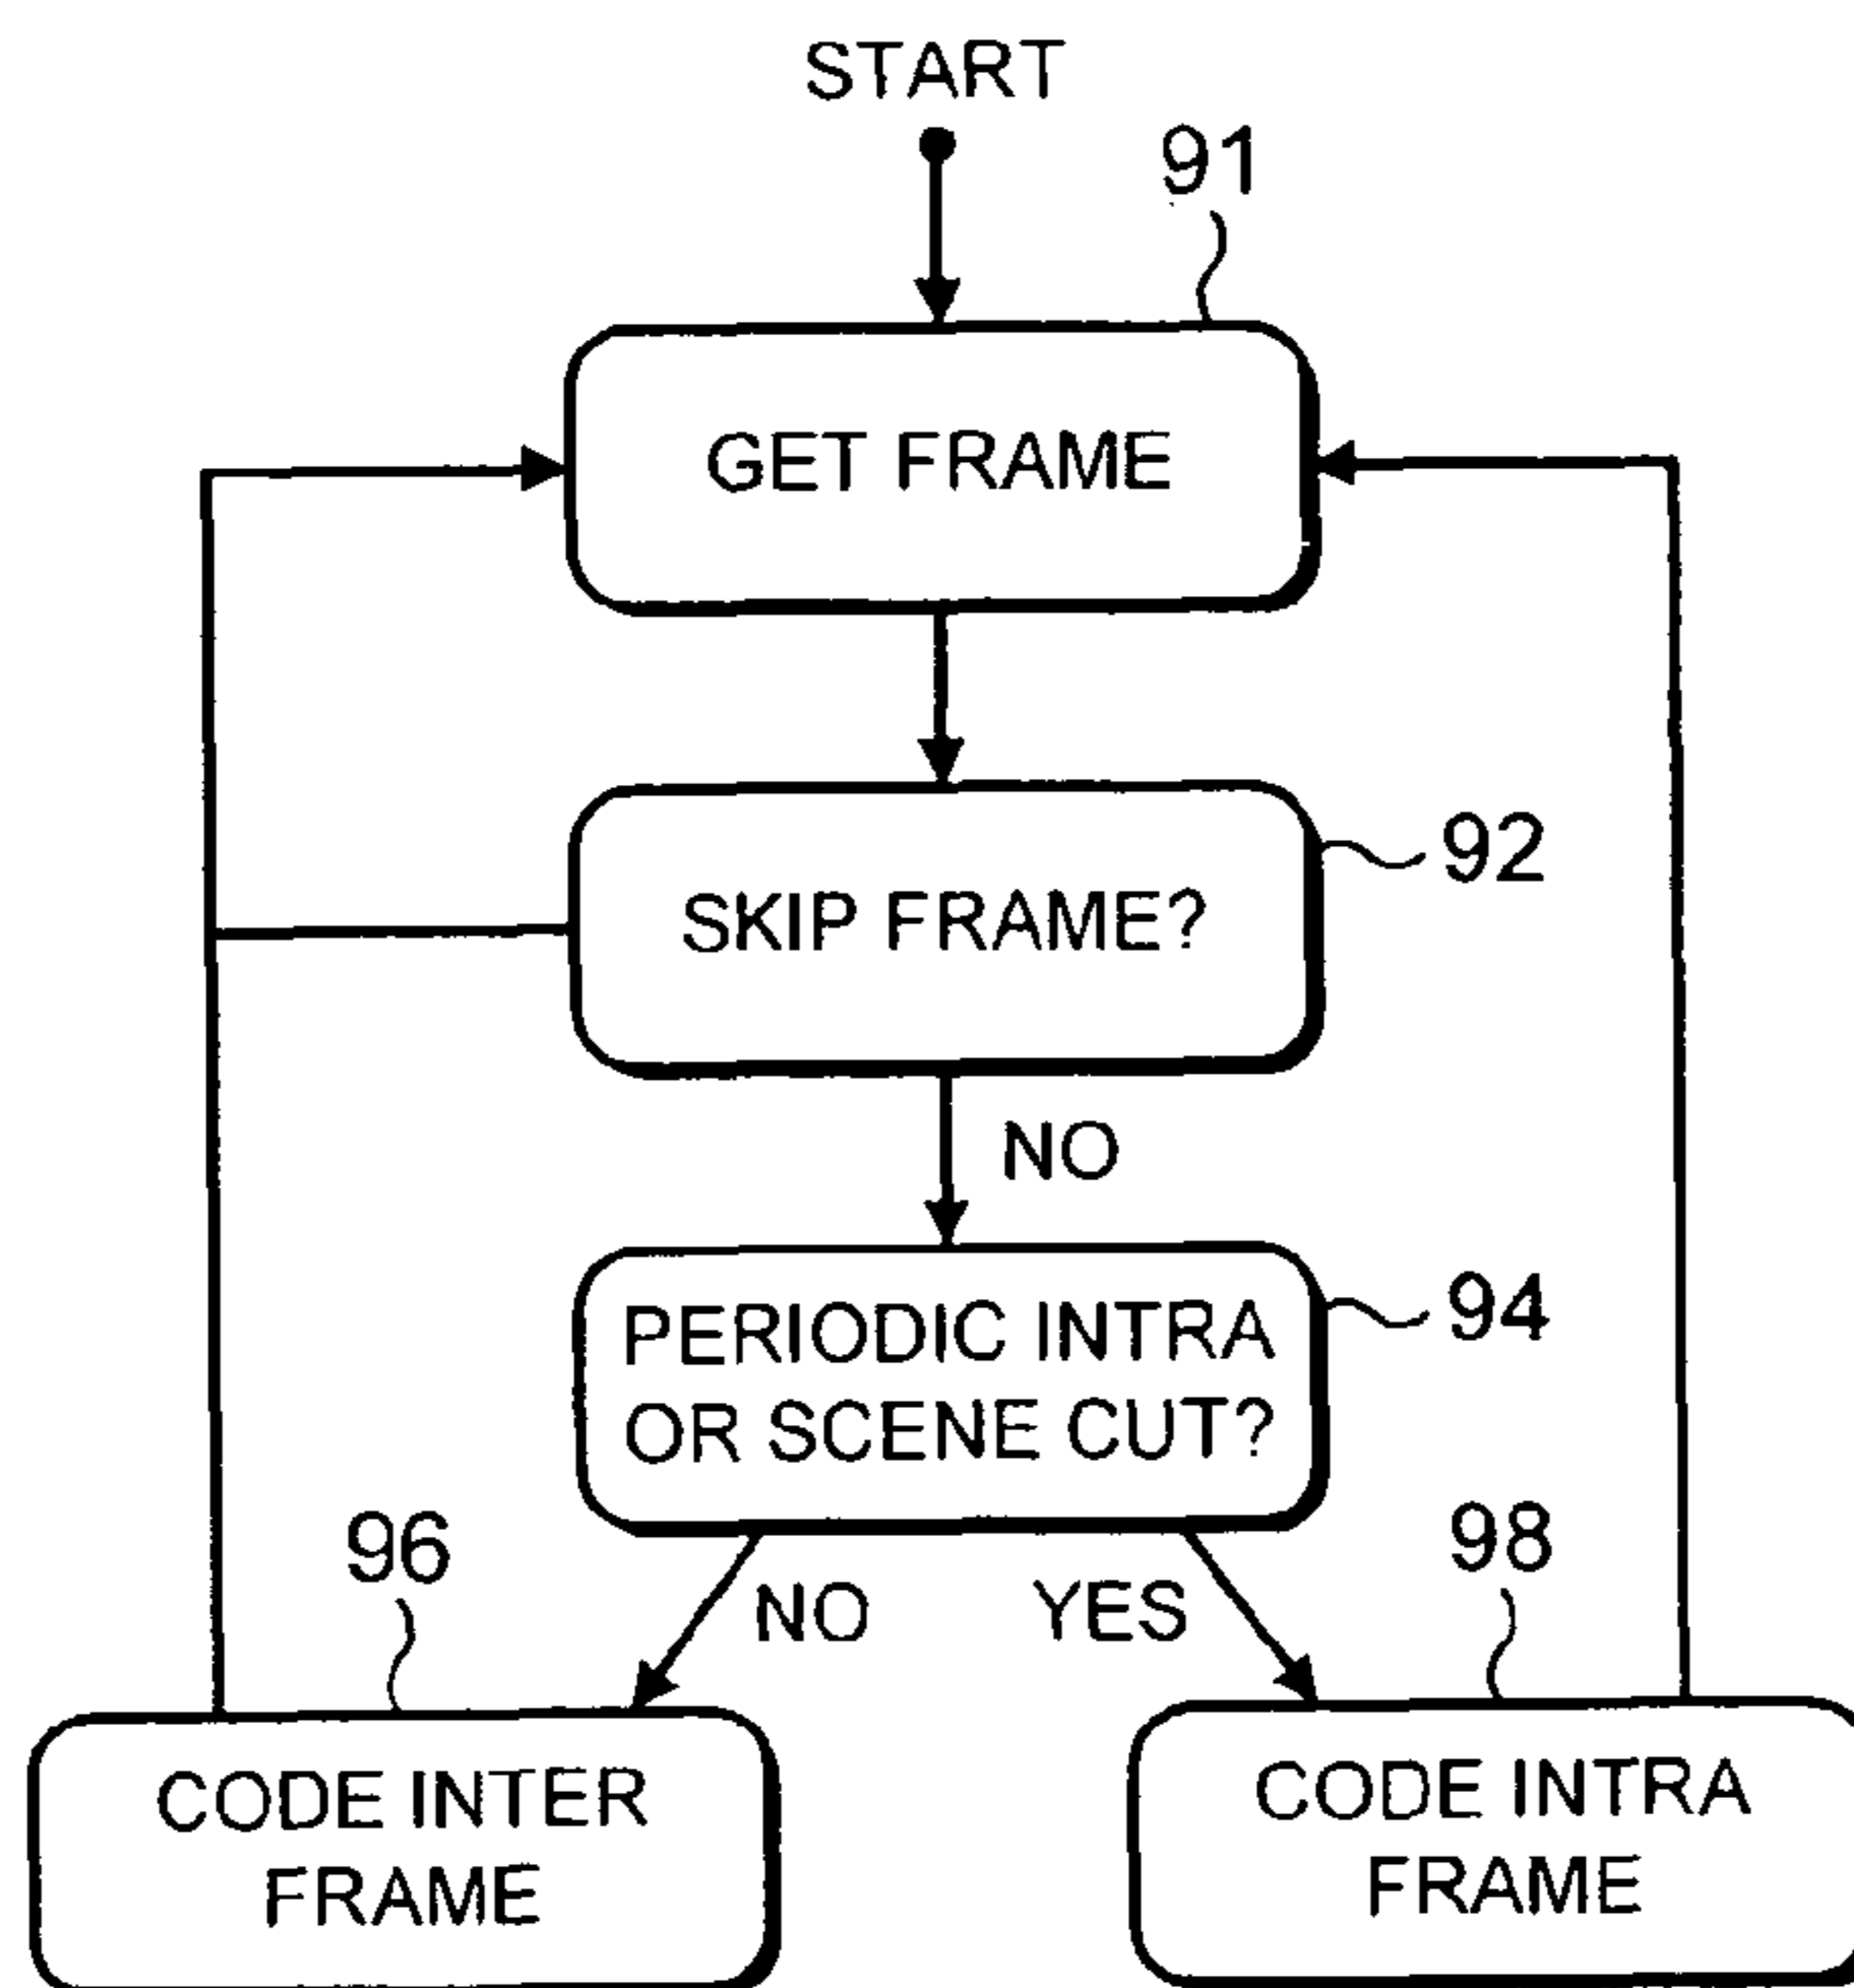 START
91
GET FRAME
SKIP FRAME?
92
NO
PERIODIC INTRA
OR SCENE CUT?
94
96
NO
YES
98
CODE INTER
FRAME
CODE INTRA
FRAME